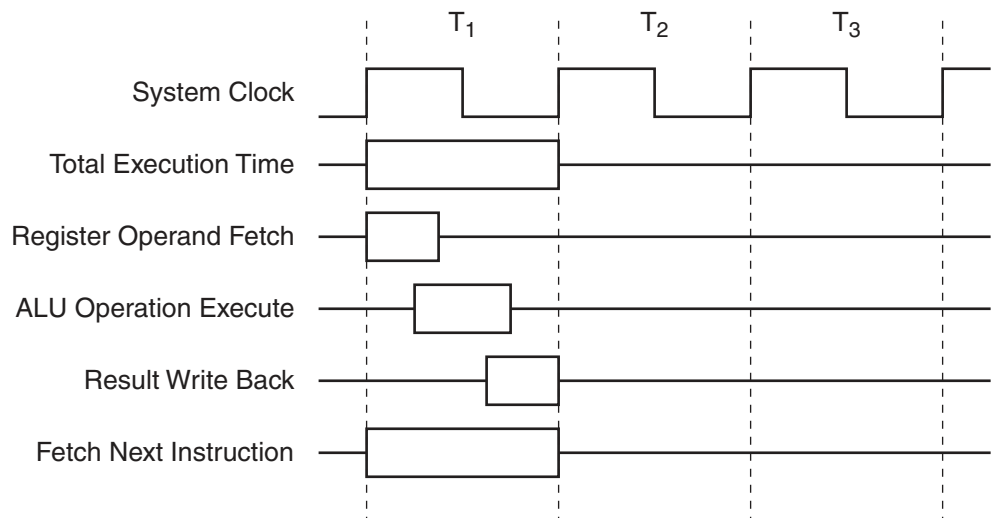 T₁ T₂ T₃
System Clock
Total Execution Time
Register Operand Fetch
ALU Operation Execute
Result Write Back
Fetch Next Instruction